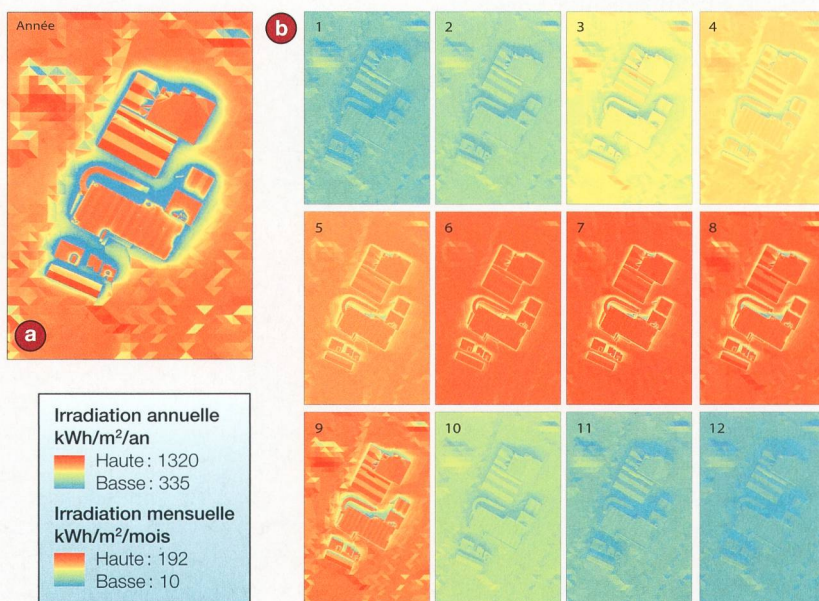 Année
a
b
1
2
3
4
5
6
7
8
9
10
11
12
Irradiation annuelle
kWh/m²/an
Haute : 1320
Basse : 335
Irradiation mensuelle
kWh/m²/mois
Haute : 192
Basse : 10